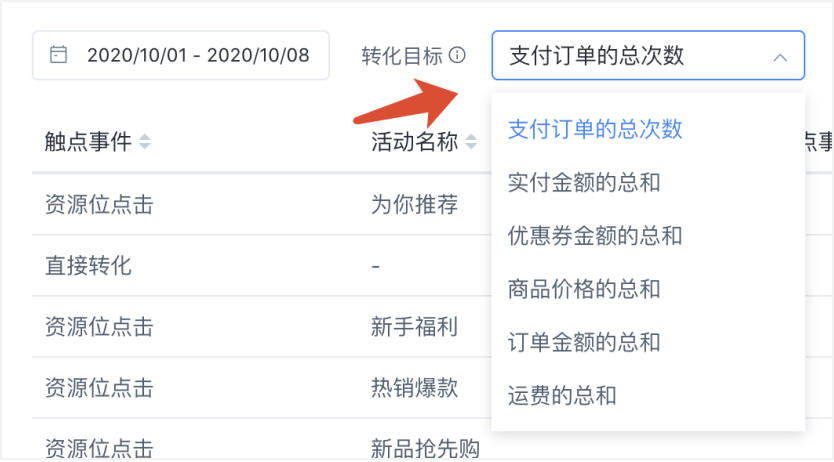 2020/10/01 - 2020/10/08 转化目标 支付订单的总次数
触点事件 活动名称
支付订单的总次数
资源位点击 为你推荐
实付金额的总和
优惠券金额的总和
直接转化 -
商品价格的总和
资源位点击 新手福利
订单金额的总和
资源位点击 热销爆款
运费的总和
资源位点击 新品抢先购